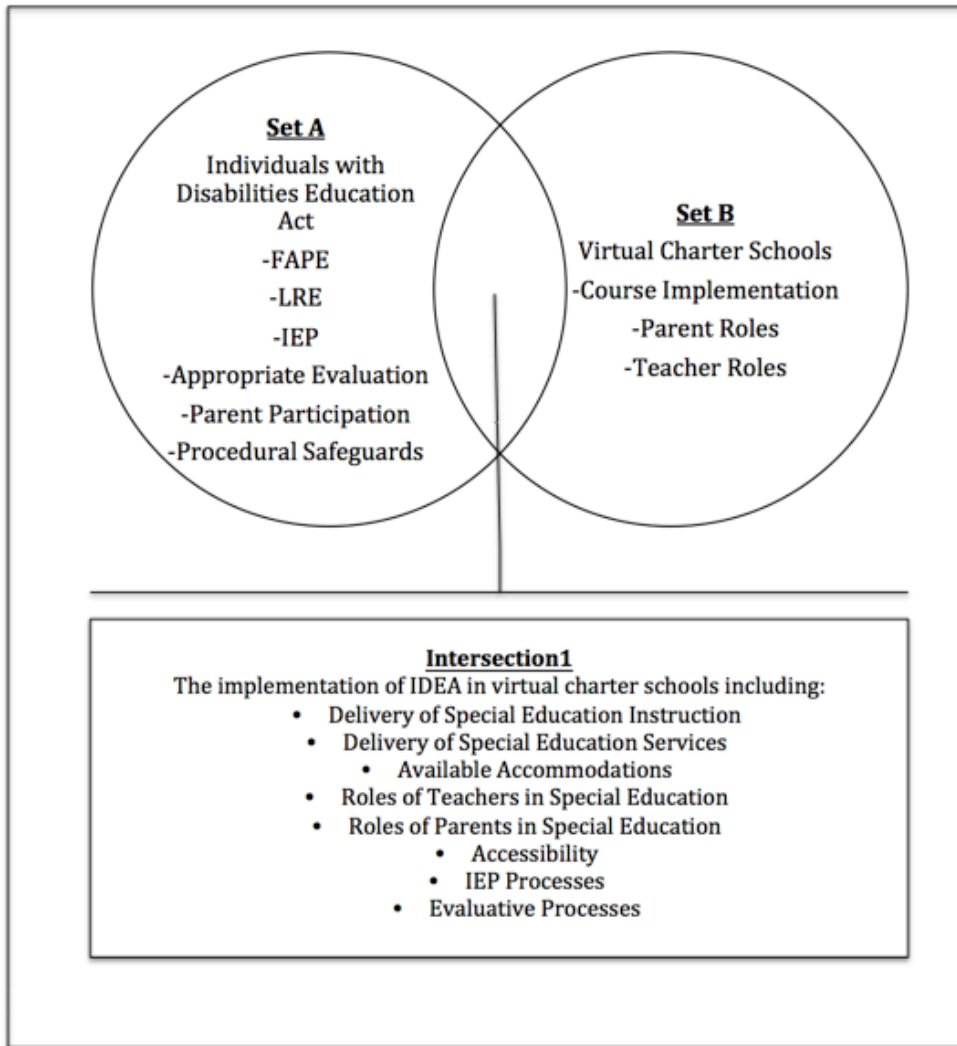 Set A
Individuals with
Disabilities Education
Act
-FAPE
-LRE
-IEP
-Appropriate Evaluation
-Parent Participation
-Procedural Safeguards
Set B
Virtual Charter Schools
-Course Implementation
-Parent Roles
-Teacher Roles
Intersection1
The implementation of IDEA in virtual charter schools including:
• Delivery of Special Education Instruction
• Delivery of Special Education Services
• Available Accommodations
• Roles of Teachers in Special Education
• Roles of Parents in Special Education
• Accessibility
• IEP Processes
• Evaluative Processes